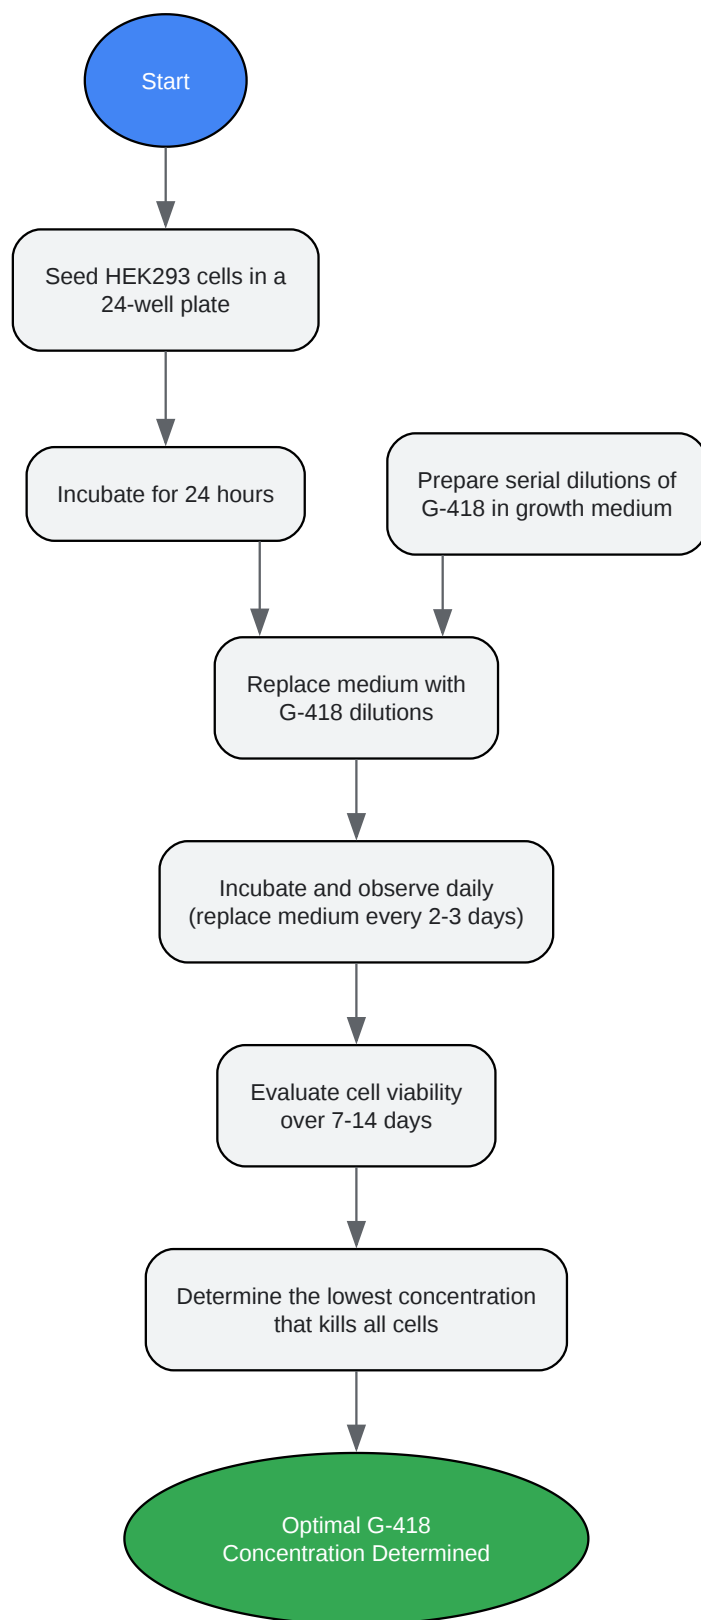 Start
Seed HEK293 cells in a
24-well plate
Incubate for 24 hours
Prepare serial dilutions of
G-418 in growth medium
Replace medium with
G-418 dilutions
Incubate and observe daily
(replace medium every 2-3 days)
Evaluate cell viability
over 7-14 days
Determine the lowest concentration
that kills all cells
Optimal G-418
Concentration Determined